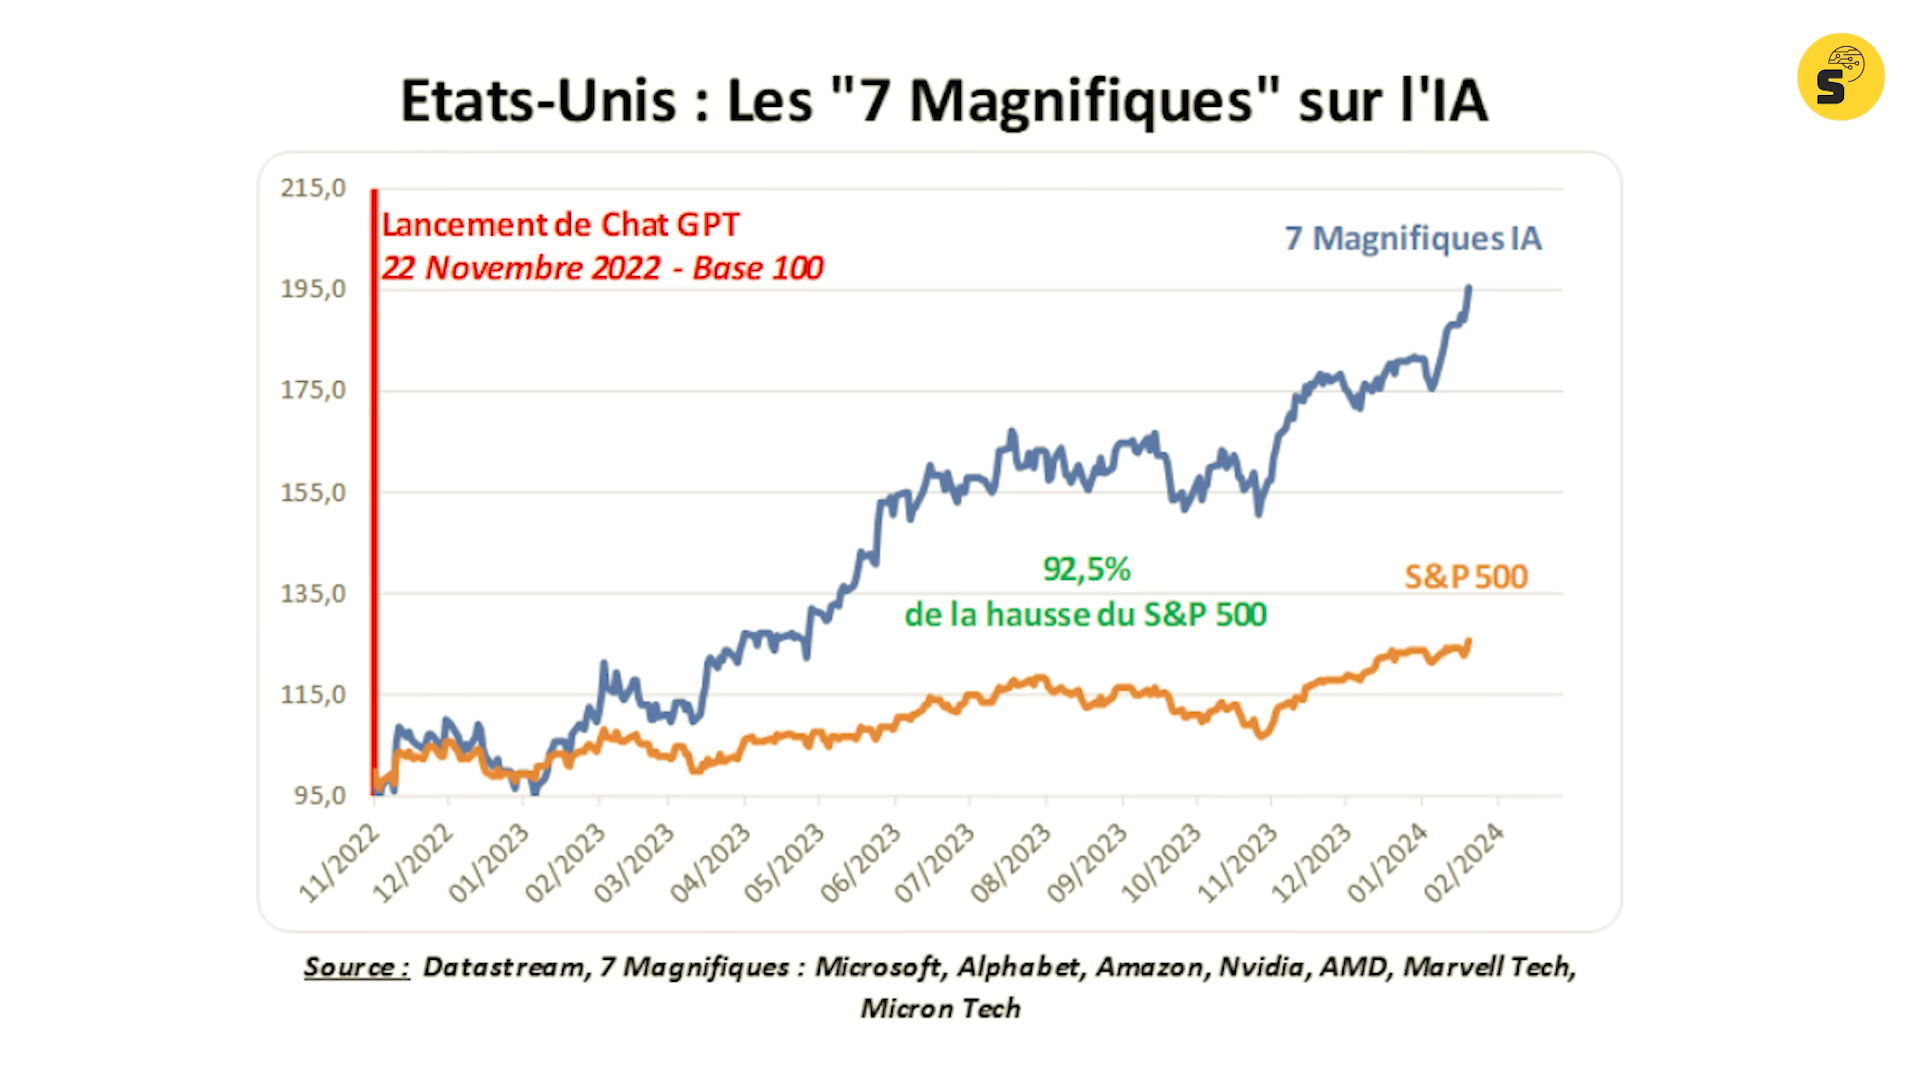 S
Etats-Unis : Les "7 Magnifiques" sur l'IA
215,0
195,0
175,0
155,0
135,0
115,0
95,0
Lancement de Chat GPT
22 Novembre 2022 - Base 100
7 Magnifiques IA
92,5%
de la hausse du S&P 500
S&P 500
11/2022
12/2022
01/2023
02/2023
03/2023
04/2023
05/2023
06/2023
07/2023
08/2023
09/2023
10/2023
11/2023
12/2023
01/2024
02/2024
Source : Datastream, 7 Magnifiques : Microsoft, Alphabet, Amazon, Nvidia, AMD, Marvell Tech,
Micron Tech